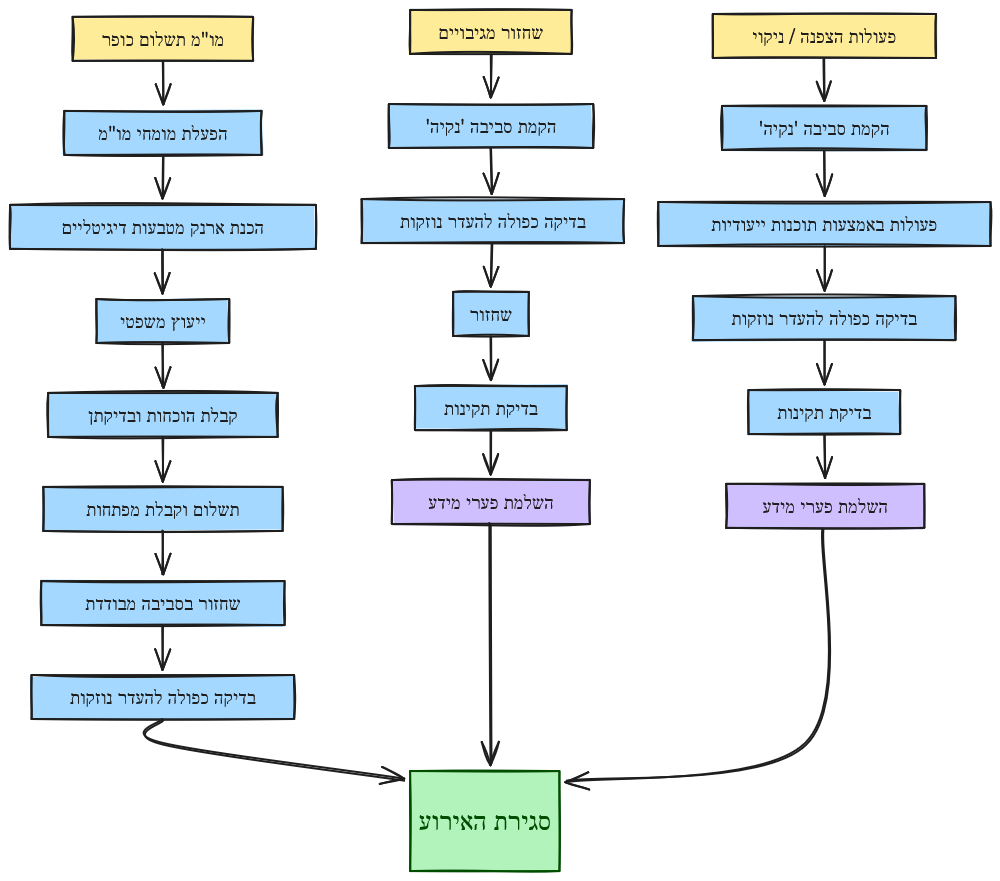 פעולות הצפנה / ניקוי
הקמת סביבה 'נקיה'
פעולות באמצעות תוכנות ייעודיות
בדיקה כפולה להעדר נוזקות
בדיקת תקינות
השלמת פערי מידע
שחזור מגיבויים
הקמת סביבה 'נקיה'
בדיקה כפולה להעדר נוזקות
שחזור
בדיקת תקינות
השלמת פערי מידע
מו"מ תשלום כופר
הפעלת מומחי מו"מ
הכנת ארנק מטבעות דיגיטליים
ייעוץ משפטי
קבלת הוכחות ובדיקתן
תשלום וקבלת מפתחות
שחזור בסביבה מבודדת
בדיקה כפולה להעדר נוזקות
סגירת האירוע